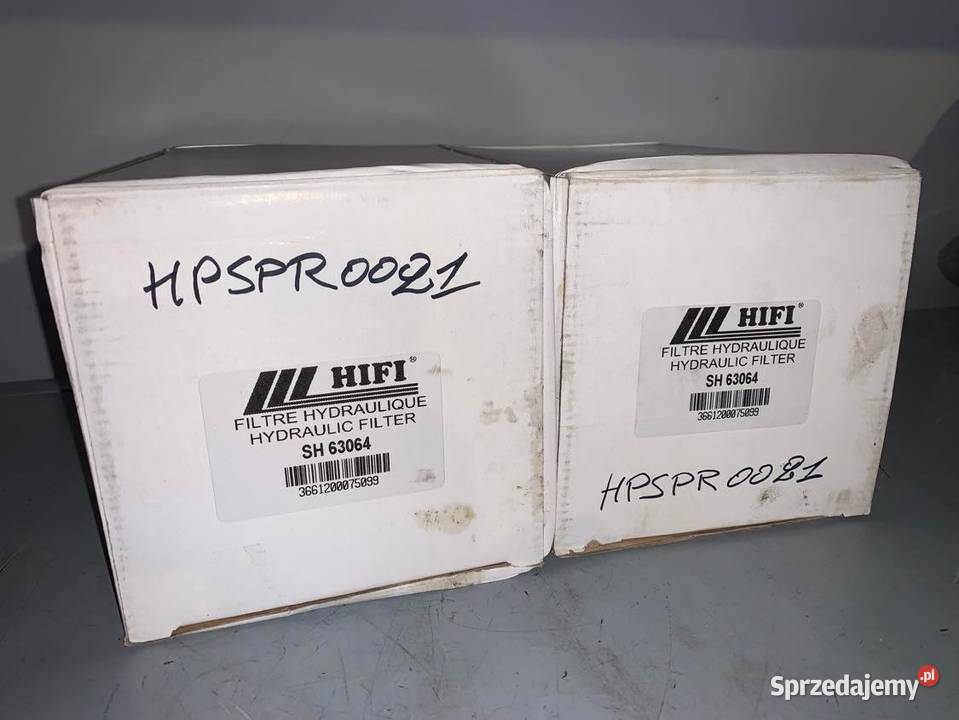 HPSPR0021
HIFI®
FILTRE HYDRAULIQUE
HYDRAULIC FILTER
SH 63064
3661200075099
HIFI®
FILTRE HYDRAULIQUE
HYDRAULIC FILTER
SH 63064
3661200075099
HPSPR0021
Sprzedajemy.pl